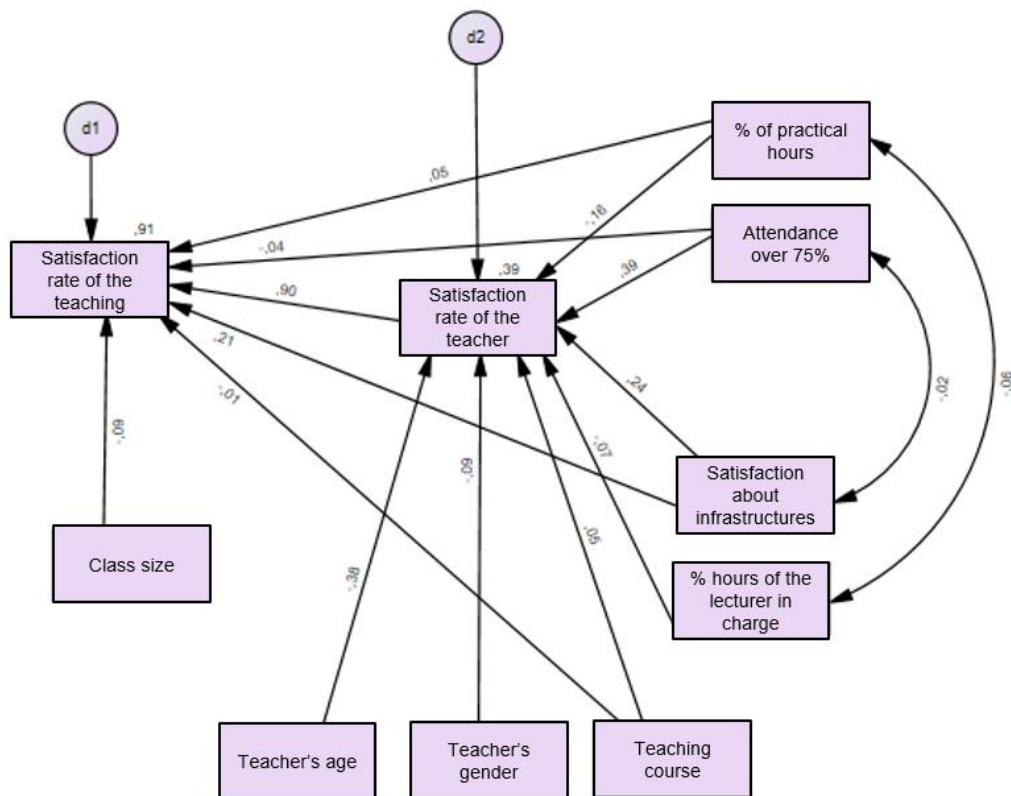 d2
d1
% of practical
hours
,05
-,16
,91
Attendance
over 75%
-,04
,39
,39
Satisfaction
rate of the
teaching
,90
Satisfaction
rate of the
teacher
,21
-,01
,24
-,02
-,06
-,09
-,07
Satisfaction
about
infrastructures
-,09
,05
Class size
-,38
% hours of the
lecturer in
charge
Teacher's age
Teacher's
gender
Teaching
course